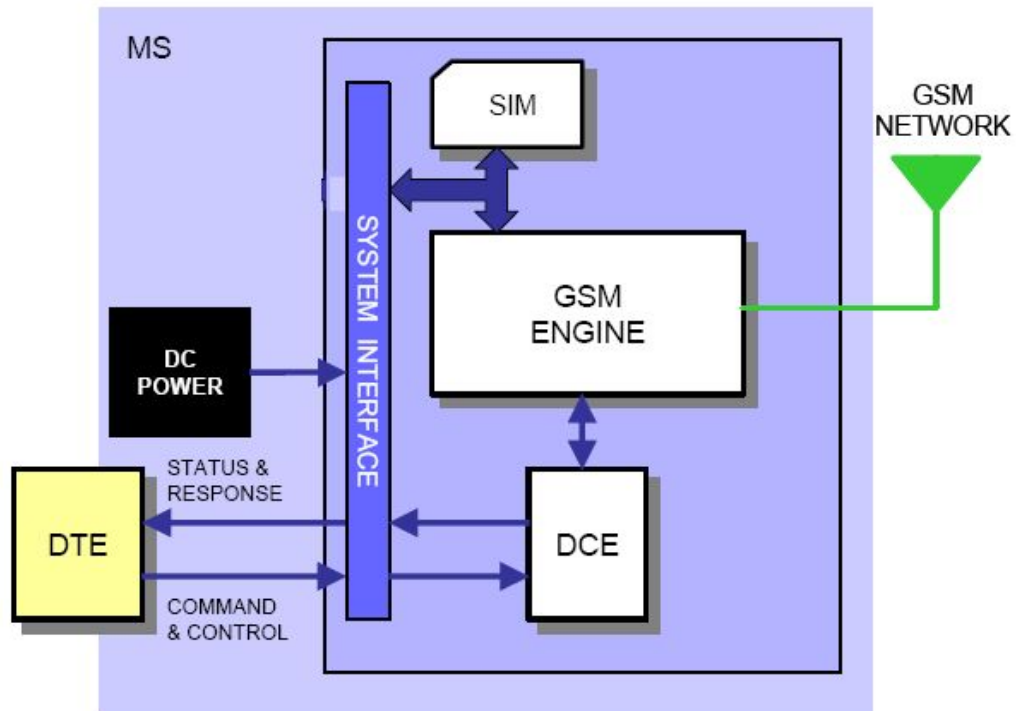 MS
SIM
GSM
NETWORK
SYSTEM INTERFACE
GSM
ENGINE
DC
POWER
STATUS &
RESPONSE
DTE
DCE
COMMAND
& CONTROL